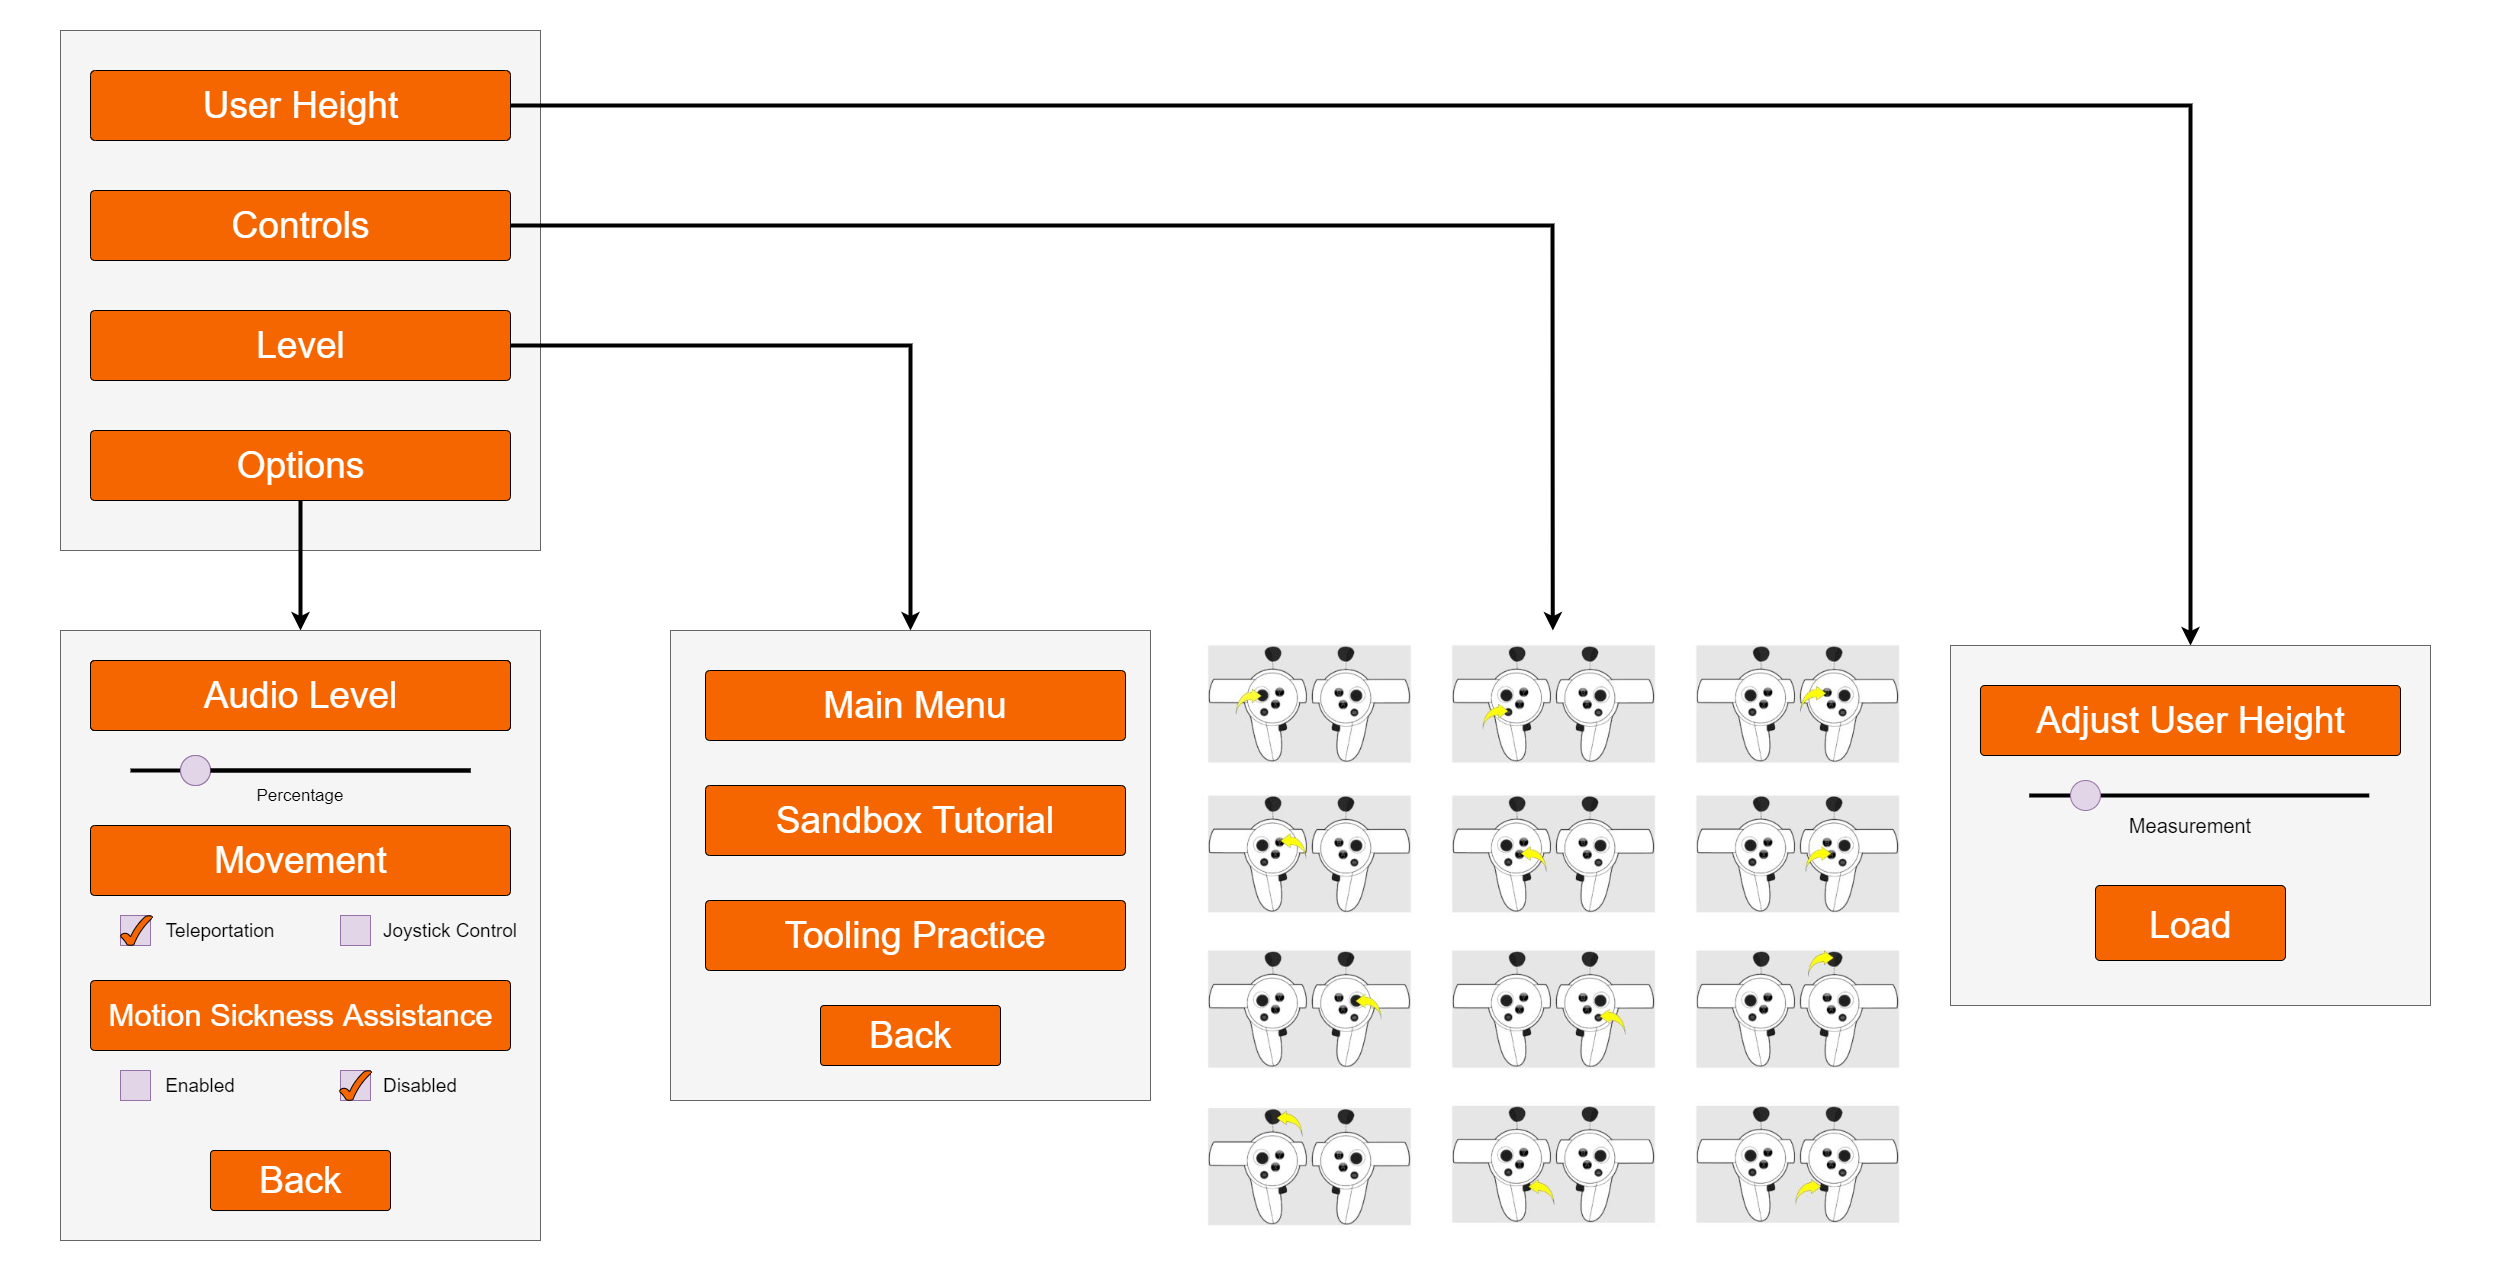 User Height
Controls
Level
Options
Audio Level
Percentage
Movement
Teleportation
Joystick Control
Motion Sickness Assistance
Enabled
Disabled
Back
Main Menu
Sandbox Tutorial
Tooling Practice
Back
Adjust User Height
Measurement
Load